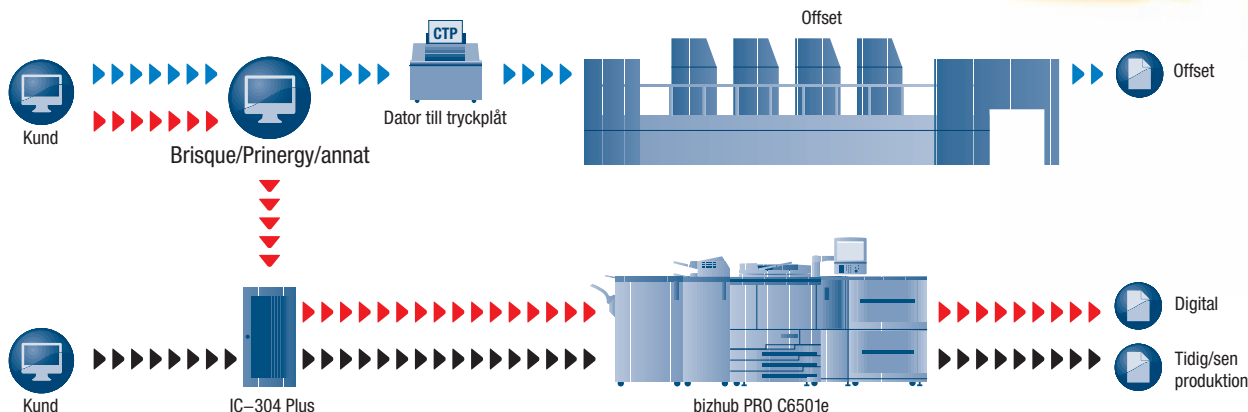 Offset
CTP
Offset
Kund
Dator till tryckplåt
Brisque/Prinergy/annat
Digital
Tidig/sen
produktion
Kund
IC–304 Plus
bizhub PRO C6501e